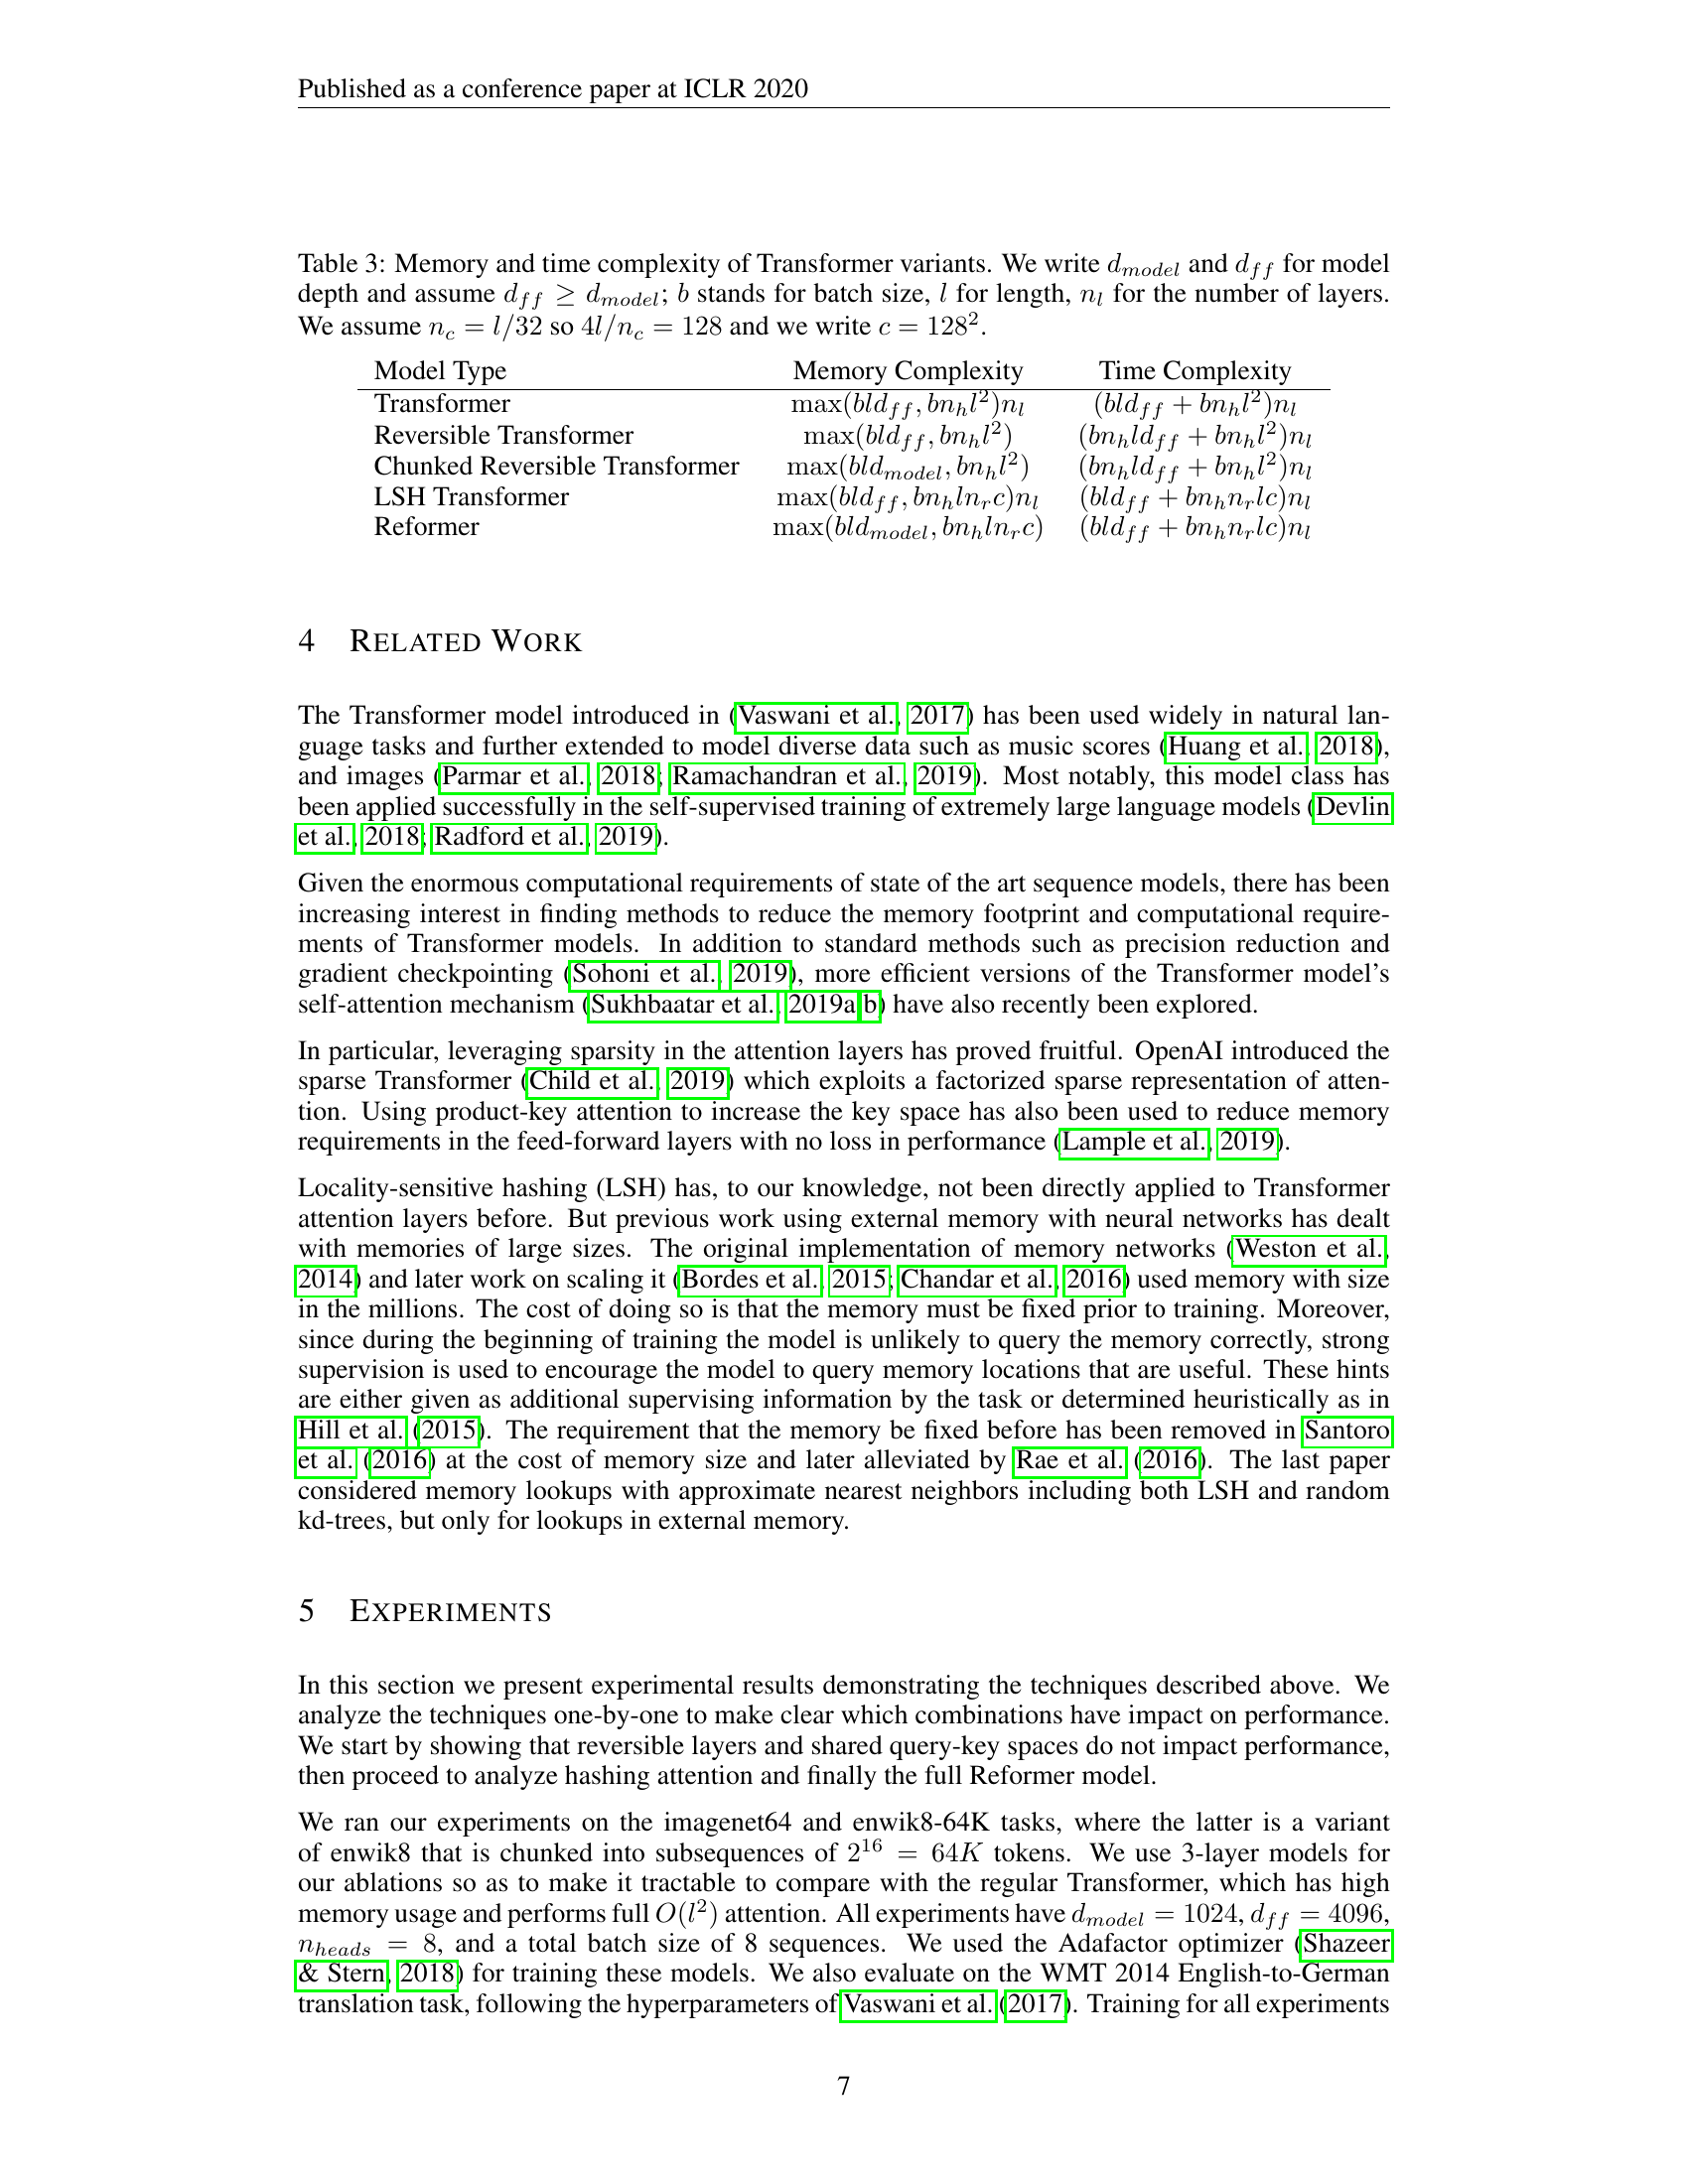 Published as a conference paper at ICLR 2020
Table 3: Memory and time complexity of Transformer variants. We write d_{model} and d_{ff} for model
depth and assume d_{ff} ≥ d_{model}; b stands for batch size, l for length, n_l for the number of layers.
We assume n_c = l/32 so 4l/n_c = 128 and we write c = 128².
Model Type Memory Complexity Time Complexity
Transformer max(bld_{ff}, bn_hl²)n_l (bld_{ff} + bn_hl²)n_l
Reversible Transformer max(bld_{ff}, bn_hl²) (bn_hld_{ff} + bn_hl²)n_l
Chunked Reversible Transformer max(bld_{model}, bn_hl²) (bn_hld_{ff} + bn_hl²)n_l
LSH Transformer max(bld_{ff}, bn_hln_rc)n_l (bld_{ff} + bn_hn_rlc)n_l
Reformer max(bld_{model}, bn_hln_rc) (bld_{ff} + bn_hn_rlc)n_l
4 RELATED WORK
The Transformer model introduced in (Vaswani et al., 2017) has been used widely in natural lan-
guage tasks and further extended to model diverse data such as music scores (Huang et al., 2018),
and images (Parmar et al., 2018; Ramachandran et al., 2019). Most notably, this model class has
been applied successfully in the self-supervised training of extremely large language models (Devlin
et al., 2018; Radford et al., 2019).
Given the enormous computational requirements of state of the art sequence models, there has been
increasing interest in finding methods to reduce the memory footprint and computational require-
ments of Transformer models. In addition to standard methods such as precision reduction and
gradient checkpointing (Sohoni et al., 2019), more efficient versions of the Transformer model's
self-attention mechanism (Sukhbaatar et al., 2019a;b) have also recently been explored.
In particular, leveraging sparsity in the attention layers has proved fruitful. OpenAI introduced the
sparse Transformer (Child et al., 2019) which exploits a factorized sparse representation of atten-
tion. Using product-key attention to increase the key space has also been used to reduce memory
requirements in the feed-forward layers with no loss in performance (Lample et al., 2019).
Locality-sensitive hashing (LSH) has, to our knowledge, not been directly applied to Transformer
attention layers before. But previous work using external memory with neural networks has dealt
with memories of large sizes. The original implementation of memory networks (Weston et al.,
2014) and later work on scaling it (Bordes et al., 2015; Chandar et al., 2016) used memory with size
in the millions. The cost of doing so is that the memory must be fixed prior to training. Moreover,
since during the beginning of training the model is unlikely to query the memory correctly, strong
supervision is used to encourage the model to query memory locations that are useful. These hints
are either given as additional supervising information by the task or determined heuristically as in
Hill et al. (2015). The requirement that the memory be fixed before has been removed in Santoro
et al. (2016) at the cost of memory size and later alleviated by Rae et al. (2016). The last paper
considered memory lookups with approximate nearest neighbors including both LSH and random
kd-trees, but only for lookups in external memory.
5 EXPERIMENTS
In this section we present experimental results demonstrating the techniques described above. We
analyze the techniques one-by-one to make clear which combinations have impact on performance.
We start by showing that reversible layers and shared query-key spaces do not impact performance,
then proceed to analyze hashing attention and finally the full Reformer model.
We ran our experiments on the imagenet64 and enwik8-64K tasks, where the latter is a variant
of enwik8 that is chunked into subsequences of 2¹⁶ = 64K tokens. We use 3-layer models for
our ablations so as to make it tractable to compare with the regular Transformer, which has high
memory usage and performs full O(l²) attention. All experiments have d_{model} = 1024, d_{ff} = 4096,
n_{heads} = 8, and a total batch size of 8 sequences. We used the Adafactor optimizer (Shazeer
& Stern, 2018) for training these models. We also evaluate on the WMT 2014 English-to-German
translation task, following the hyperparameters of Vaswani et al. (2017). Training for all experiments
7